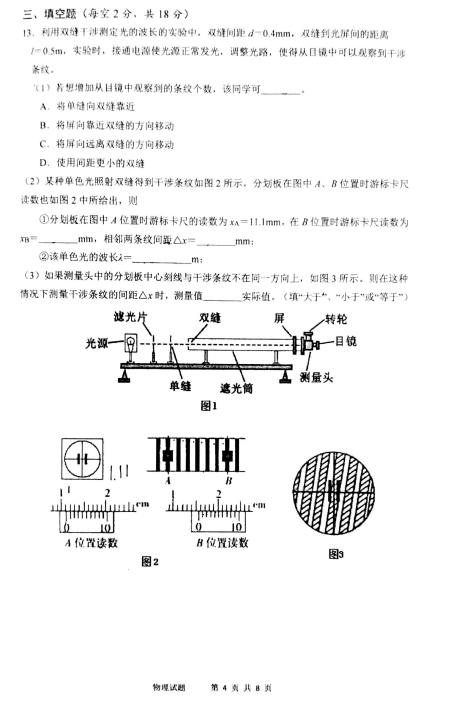 三、填空题（每空 2 分，共 18 分）
13. 利用双缝干涉测定光的波长的实验中，双缝间距 d=0.4mm，双缝到光屏间的距离
l=0.5m，实验时，接通电源使光源正常发光，调整光路，使得从目镜中可以观察到干涉
条纹。
（1）若想增加从目镜中观察到的条纹个数，该同学可______。
A．将单缝向双缝靠近
B．将屏向靠近双缝的方向移动
C．将屏向远离双缝的方向移动
D．使用间距更小的双缝
（2）某种单色光照射双缝得到干涉条纹如图 2 所示，分划板在图中 A、B 位置时游标卡尺
读数也如图 2 中所给出，则
①分划板在图中 A 位置时游标卡尺的读数为 xA=11.1mm，在 B 位置时游标卡尺读数为
xB=______mm，相邻两条纹间距△x=______mm；
②该单色光的波长λ=______m；
（3）如果测量头中的分划板中心刻线与干涉条纹不在同一方向上，如图 3 所示。则在这种
情况下测量干涉条纹的间距△x 时，测量值______实际值。（填“大于”、“小于”或“等于”）
滤光片 双缝 屏 转轮
光源 目镜
单缝 遮光筒 测量头
图1
11.11
A B
1 2 cm
0 10
A 位置读数
1 2 cm
0 10
B 位置读数
图2
图3
物理试题 第 4 页 共 8 页